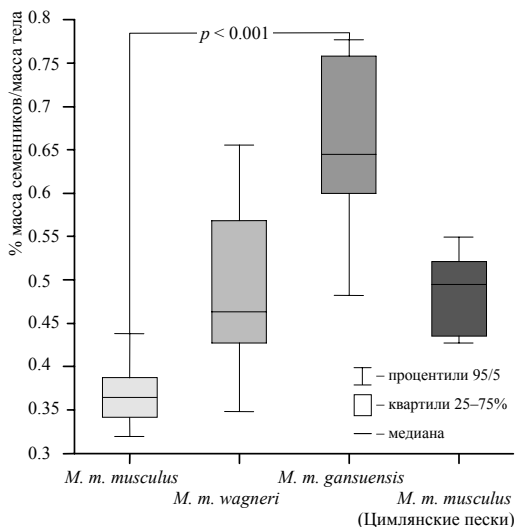 % масса семенников/масса тела
0.8
0.75
0.7
0.65
0.6
0.55
0.5
0.45
0.4
0.35
0.3
p < 0.001
– процентили 95/5
– квартили 25–75%
– медиана
M. m. musculus
M. m. wagneri
M. m. gansuensis
M. m. musculus
(Цимлянские пески)